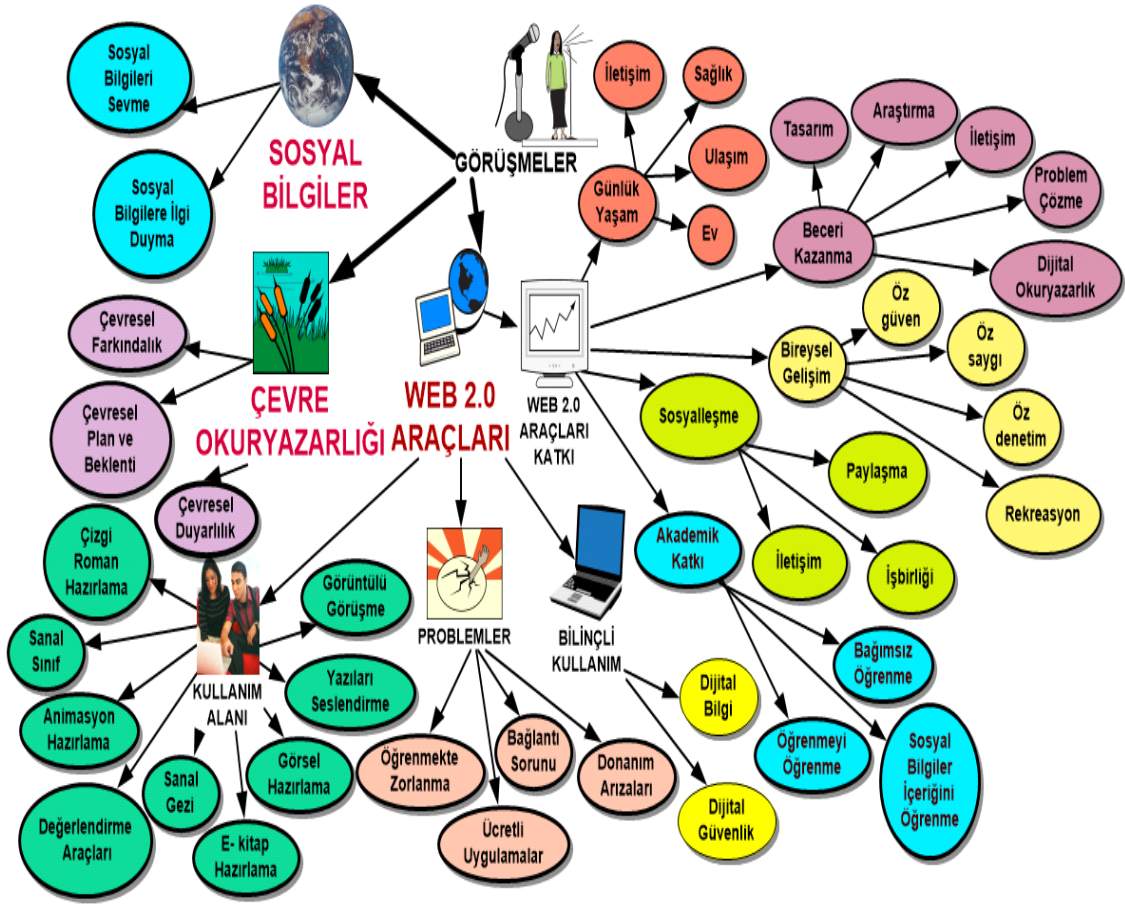 Sosyal
Bilgileri
Sevme
Sosyal
Bilgilere İlgi
Duyma
SOSYAL
BİLGİLER
GÖRÜŞMELER
İletişim
Sağlık
Ulaşım
Ev
Günlük
Yaşam
Tasarım
Araştırma
İletişim
Problem
Çözme
Dijital
Okuryazarlık
Beceri
Kazanma
Öz
güven
Öz
saygı
Öz
denetim
Rekreasyon
Bireysel
Gelişim
Çevresel
Farkındalık
Çevresel
Plan ve
Beklenti
Çevresel
Duyarlılık
ÇEVRE
OKURYAZARLIĞI
WEB 2.0
ARAÇLARI
WEB 2.0
ARAÇLARI
KATKI
Sosyalleşme
Paylaşma
İletişim
İşbirliği
Akademik
Katkı
Bağımsız
Öğrenme
Öğrenmeyi
Öğrenme
Sosyal
Bilgiler
İçeriğini
Öğrenme
Çizgi
Roman
Hazırlama
Sanal
Sınıf
Animasyon
Hazırlama
Değerlendirme
Araçları
Sanal
Gezi
E- kitap
Hazırlama
Görsel
Hazırlama
Yazıları
Seslendirme
Görüntülü
Görüşme
KULLANIM
ALANI
PROBLEMLER
Öğrenmekte
Zorlanma
Ücretli
Uygulamalar
Bağlantı
Sorunu
Donanım
Arızaları
BİLİNÇLİ
KULLANIM
Dijital
Bilgi
Dijital
Güvenlik